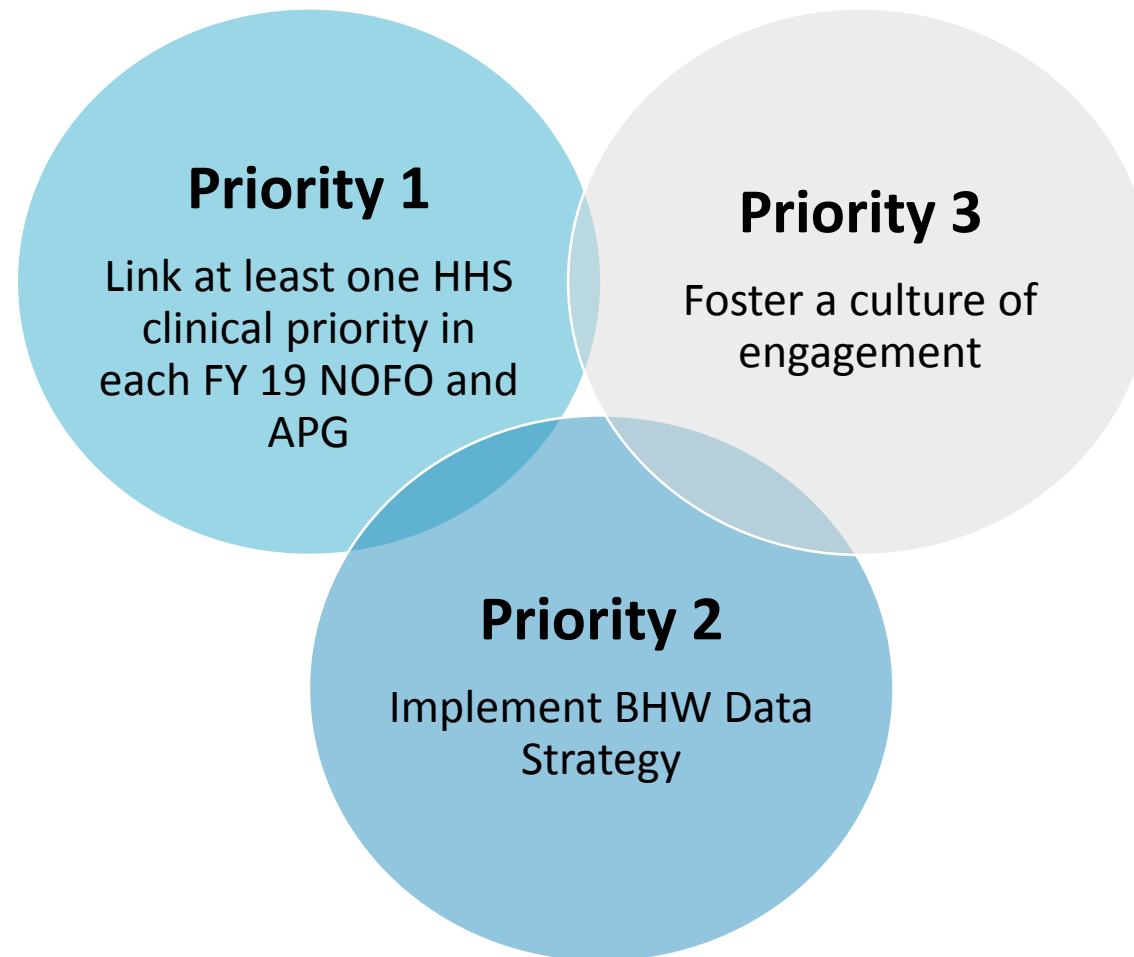 Priority 1
Link at least one HHS
clinical priority in
each FY 19 NOFO and
APG
Priority 3
Foster a culture of
engagement
Priority 2
Implement BHW Data
Strategy